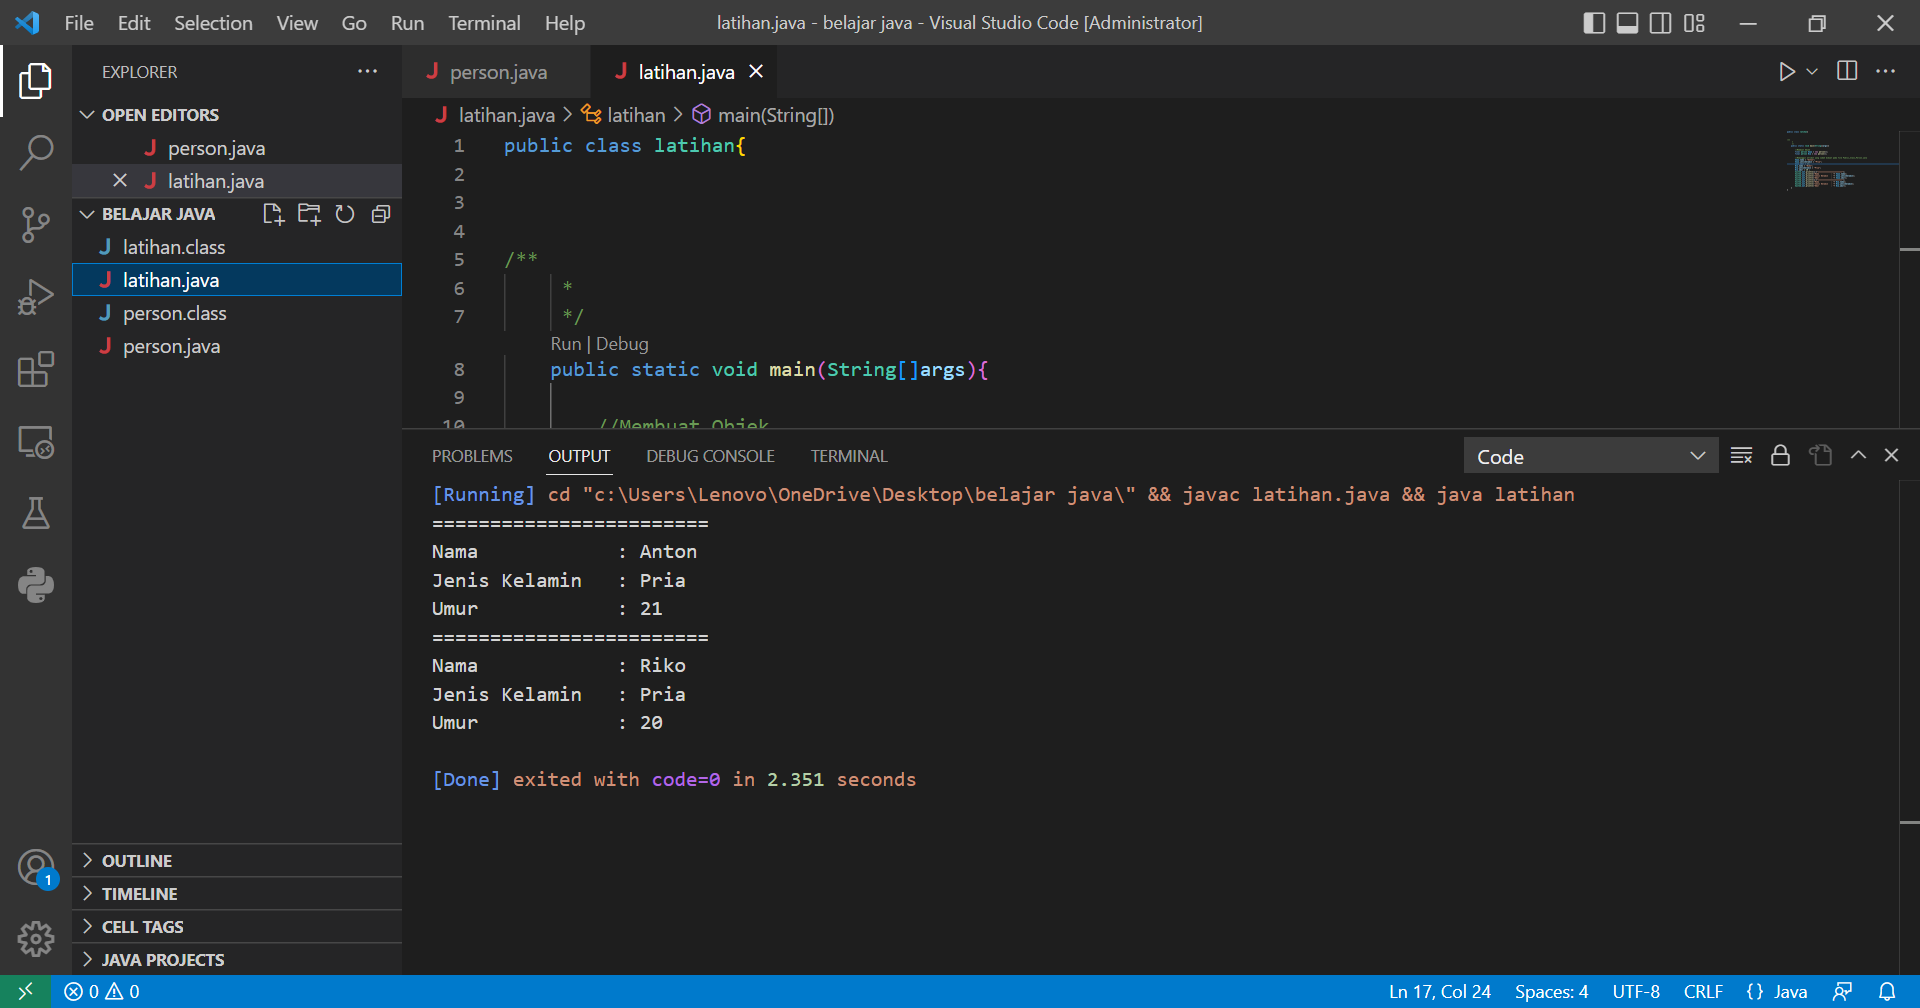 File Edit Selection View Go Run Terminal Help
latihan.java - belajar java - Visual Studio Code [Administrator]
EXPLORER
OPEN EDITORS
person.java
latihan.java
BELAJAR JAVA
latihan.class
latihan.java
person.class
person.java
OUTLINE
TIMELINE
CELL TAGS
JAVA PROJECTS
1
person.java
latihan.java
latihan.java > latihan > main(String[])
1 public class latihan{
2
3
4
5 /**
6 *
7 */
Run | Debug
8 public static void main(String[]args){
9
10 //Membuat Objek
PROBLEMS OUTPUT DEBUG CONSOLE TERMINAL
Code
[Running] cd "c:\Users\Lenovo\OneDrive\Desktop\belajar java\" && javac latihan.java && java latihan
========================
Nama : Anton
Jenis Kelamin : Pria
Umur : 21
========================
Nama : Riko
Jenis Kelamin : Pria
Umur : 20
[Done] exited with code=0 in 2.351 seconds
0 0
Ln 17, Col 24 Spaces: 4 UTF-8 CRLF {} Java